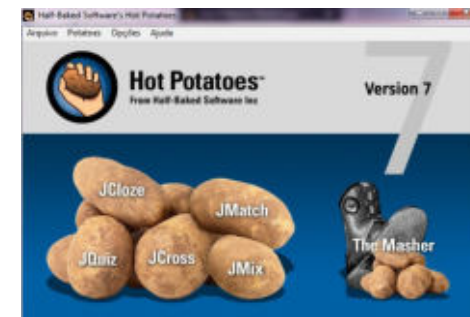 Half-Baked Software's Hot Potatoes
Arquivo Potatoes Opções Ajuda
7
Hot Potatoes™
From Half-Baked Software Inc
Version 7
JCloze
JMatch
JQuiz
JCross
JMix
The Masher